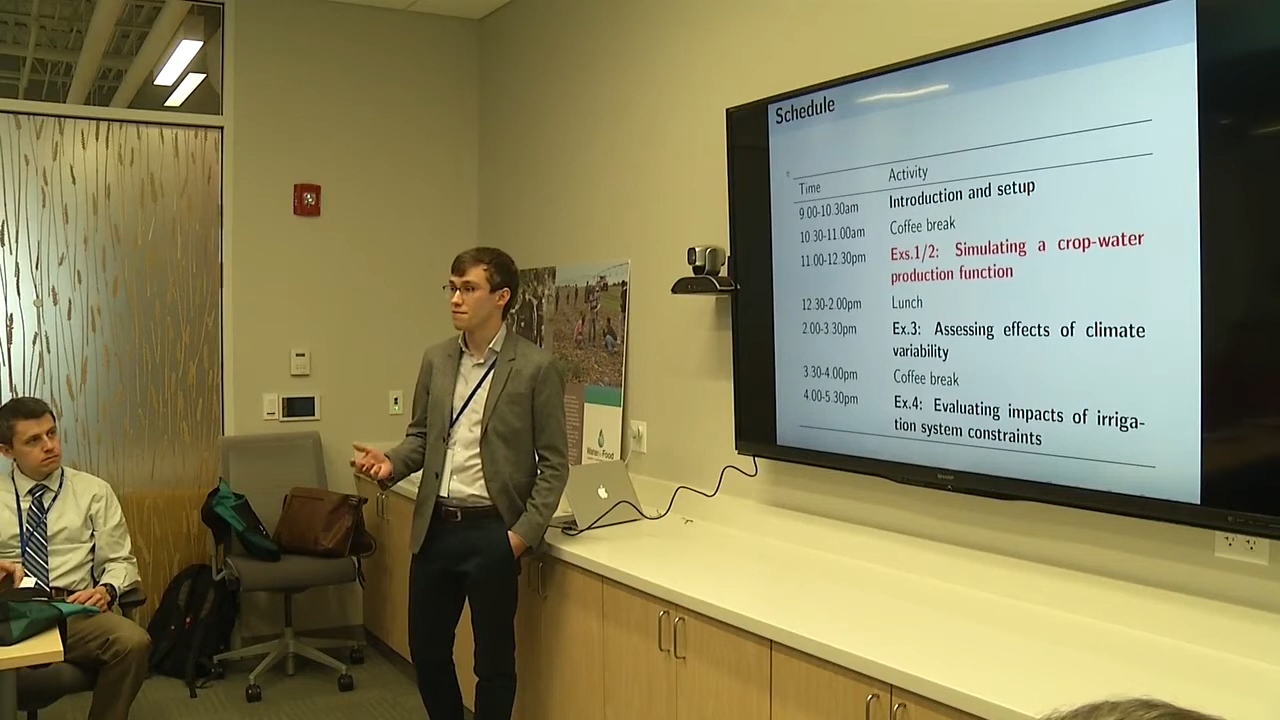 Schedule
Time Activity
9.00-10.30am Introduction and setup
10.30-11.00am Coffee break
11.00-12.30pm Exs.1/2: Simulating a crop-water
production function
12.30-2.00pm Lunch
2.00-3.30pm Ex.3: Assessing effects of climate
variability
3.30-4.00pm Coffee break
4.00-5.30pm Ex.4: Evaluating impacts of irriga-
tion system constraints
SHARP
Water Food